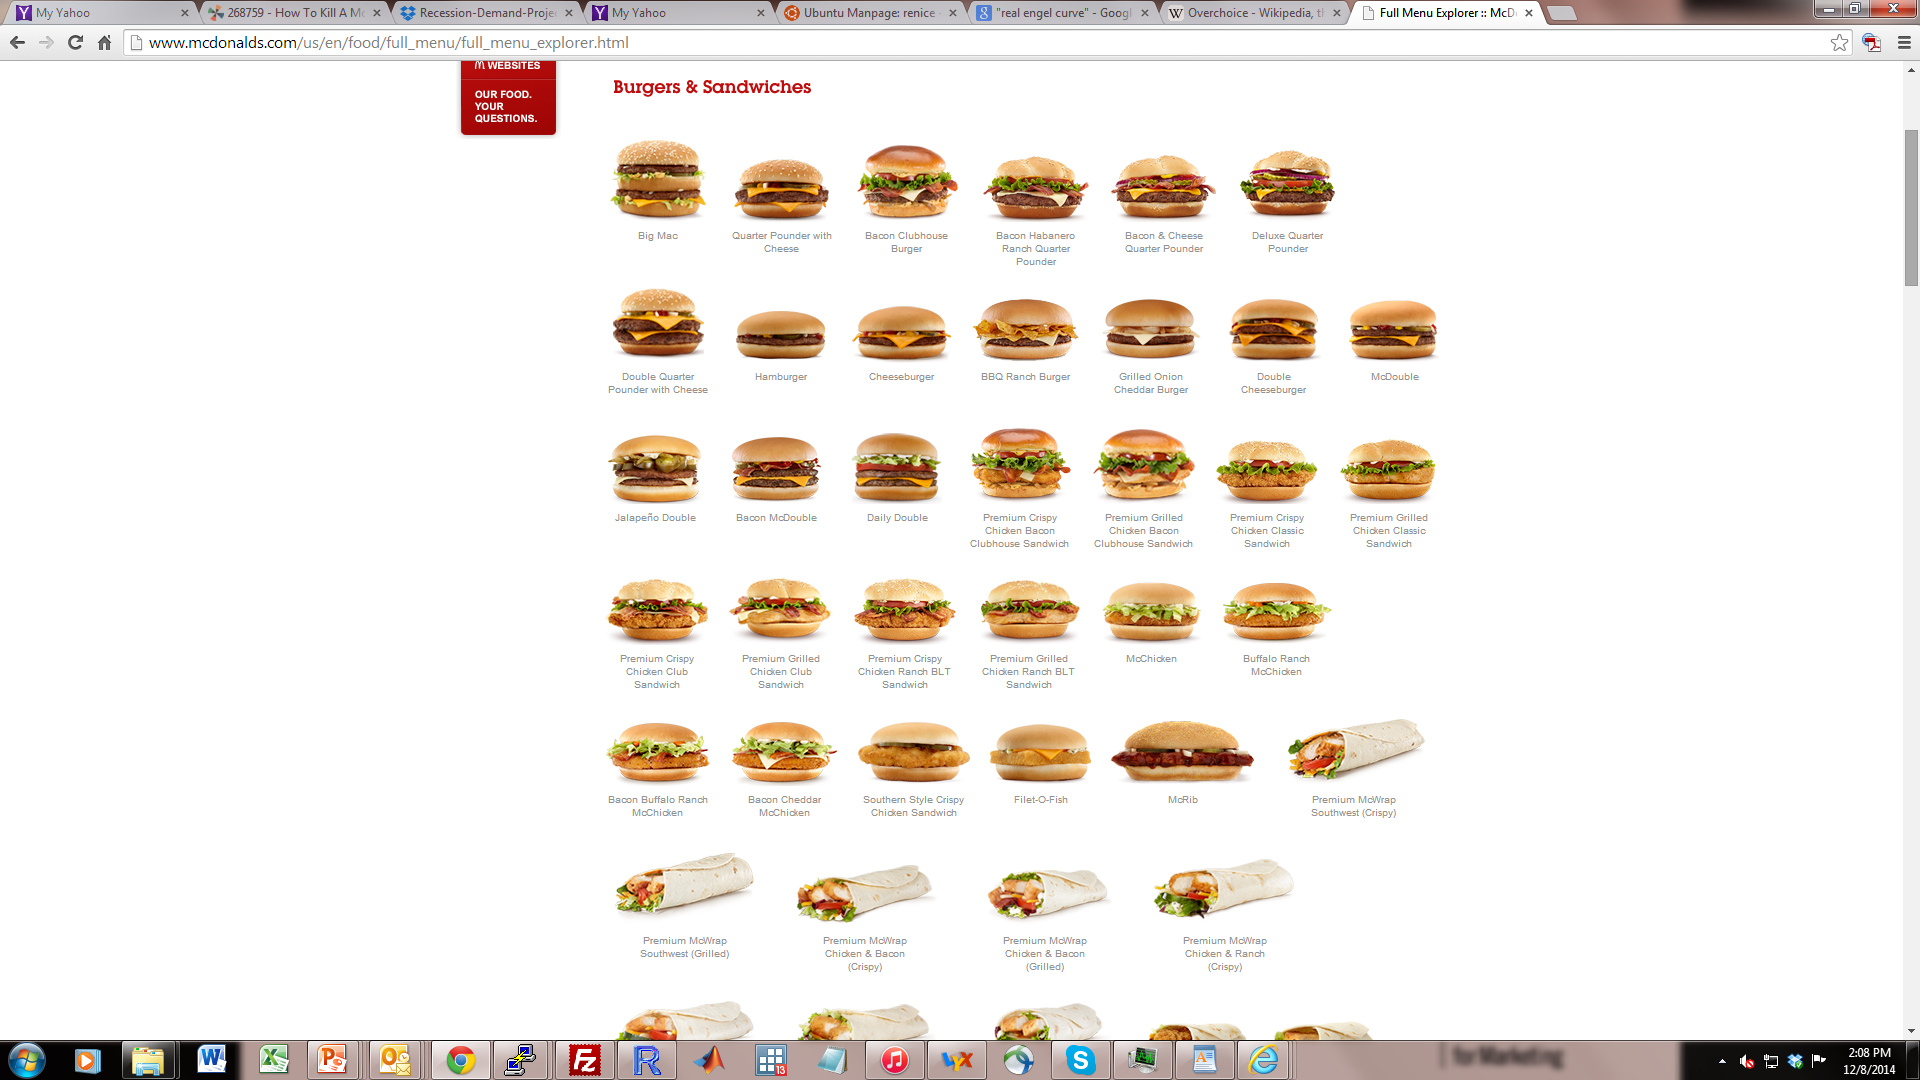 My Yahoo
268759 - How To Kill A Mo
Recession-Demand-Proje
My Yahoo
Ubuntu Manpage: renice -
"real engel curve" - Googl
Overchoice - Wikipedia, th
Full Menu Explorer :: McD
www.mcdonalds.com/us/en/food/full_menu/full_menu_explorer.html
WEBSITES
OUR FOOD.
YOUR
QUESTIONS.
Burgers & Sandwiches
Big Mac
Quarter Pounder with
Cheese
Bacon Clubhouse
Burger
Bacon Habanero
Ranch Quarter
Pounder
Bacon & Cheese
Quarter Pounder
Deluxe Quarter
Pounder
Double Quarter
Pounder with Cheese
Hamburger
Cheeseburger
BBQ Ranch Burger
Grilled Onion
Cheddar Burger
Double
Cheeseburger
McDouble
Jalapeño Double
Bacon McDouble
Daily Double
Premium Crispy
Chicken Bacon
Clubhouse Sandwich
Premium Grilled
Chicken Bacon
Clubhouse Sandwich
Premium Crispy
Chicken Classic
Sandwich
Premium Grilled
Chicken Classic
Sandwich
Premium Crispy
Chicken Club
Sandwich
Premium Grilled
Chicken Club
Sandwich
Premium Crispy
Chicken Ranch BLT
Sandwich
Premium Grilled
Chicken Ranch BLT
Sandwich
McChicken
Buffalo Ranch
McChicken
Bacon Buffalo Ranch
McChicken
Bacon Cheddar
McChicken
Southern Style Crispy
Chicken Sandwich
Filet-O-Fish
McRib
Premium McWrap
Southwest (Crispy)
Premium McWrap
Southwest (Grilled)
Premium McWrap
Chicken & Bacon
(Crispy)
Premium McWrap
Chicken & Bacon
(Grilled)
Premium McWrap
Chicken & Ranch
(Crispy)
for Marketing
13
2:08 PM
12/8/2014